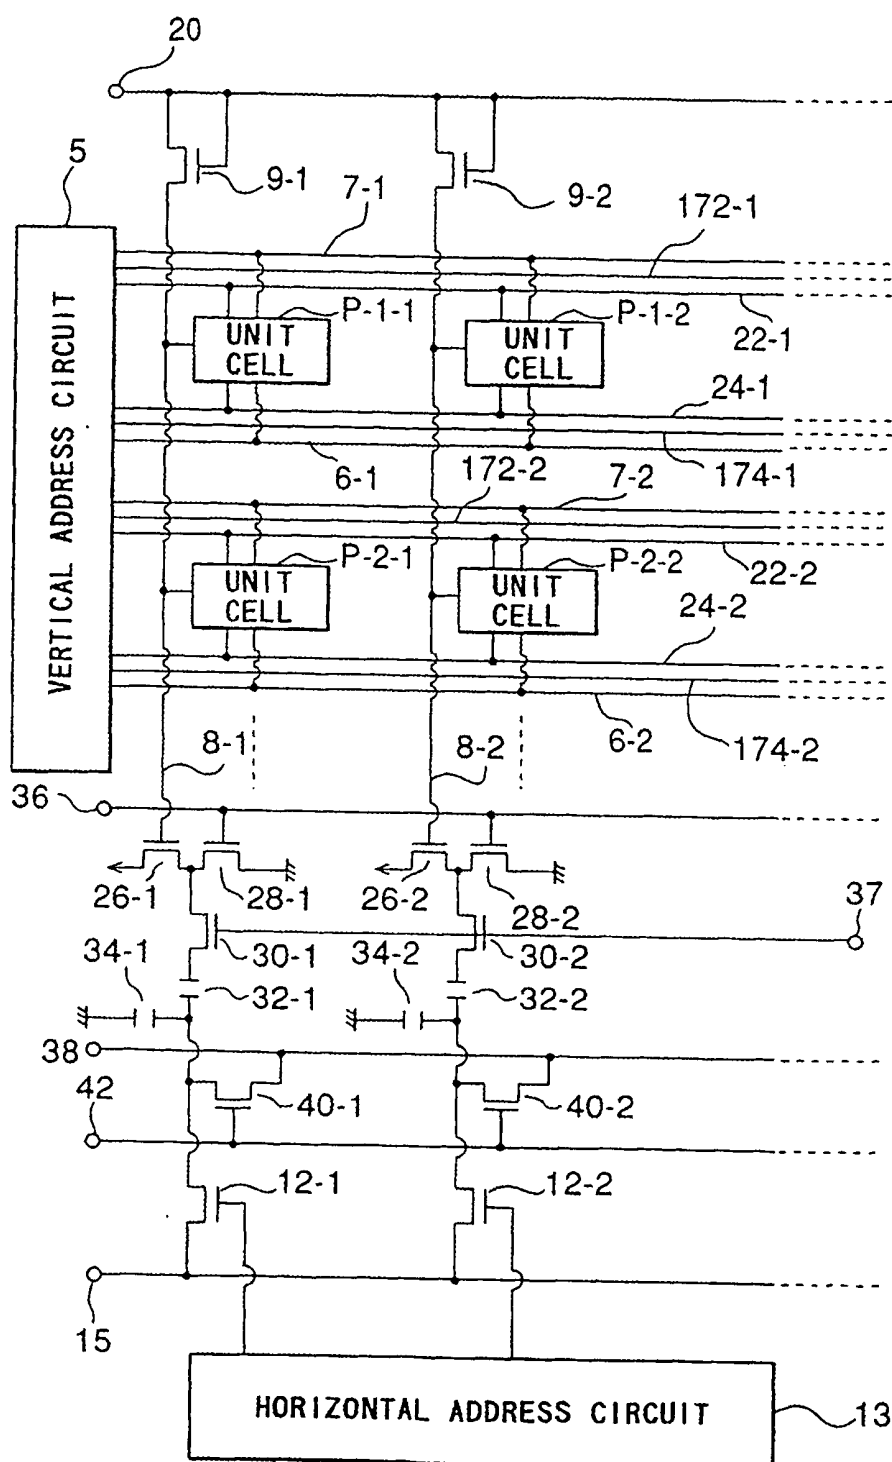 20
5
9-1
9-2
7-1
172-1
VERTICAL ADDRESS CIRCUIT
P-1-1
P-1-2
UNIT
CELL
UNIT
CELL
22-1
24-1
6-1
174-1
172-2
7-2
P-2-1
P-2-2
UNIT
CELL
UNIT
CELL
22-2
24-2
6-2
174-2
8-1
8-2
36
26-1
28-1
26-2
28-2
37
34-1
30-1
34-2
30-2
32-1
32-2
38
42
40-1
40-2
12-1
12-2
15
HORIZONTAL ADDRESS CIRCUIT
13